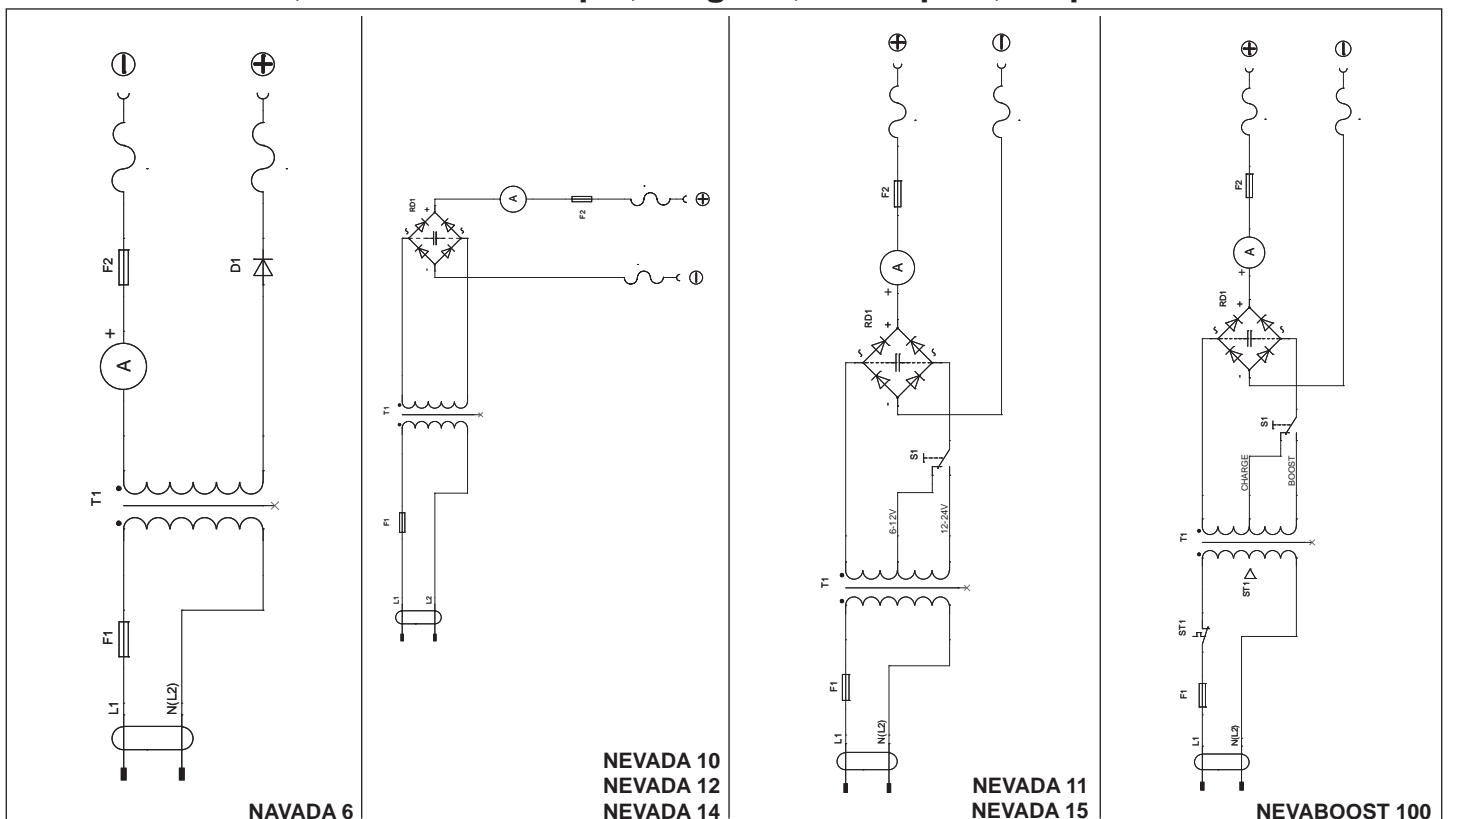 F2
D1
+
A
T1
F1
L1
N(L2)
NAVADA 6
RD1
+
-
A
F2
T1
F1
L1
L2
NEVADA 10
NEVADA 12
NEVADA 14
F2
A
+
RD1
+
-
S1
6-12V
12-24V
T1
F1
L1
N(L2)
NEVADA 11
NEVADA 15
F2
A
+
RD1
+
-
S1
CHARGE
BOOST
T1
ST1
ST1
F1
L1
N(L2)
NEVABOOST 100